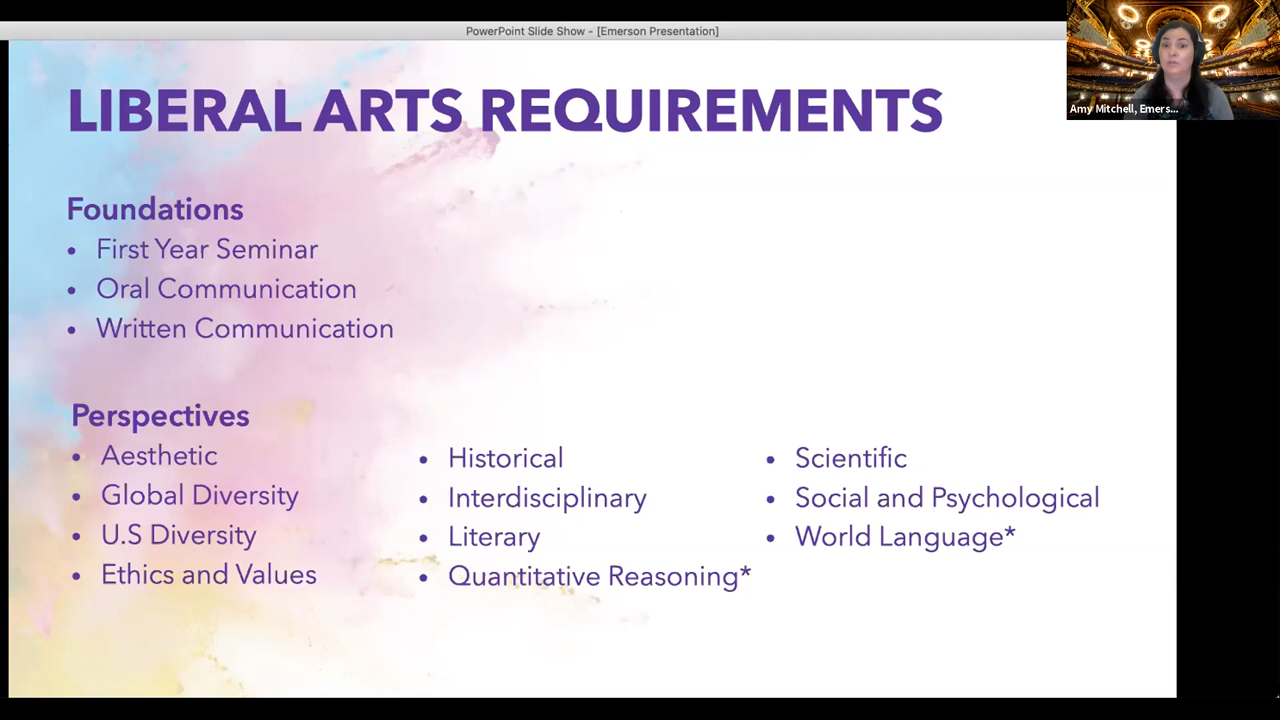 PowerPoint Slide Show - [Emerson Presentation]
Amy Mitchell, Emers...
LIBERAL ARTS REQUIREMENTS
Foundations
• First Year Seminar
• Oral Communication
• Written Communication
Perspectives
• Aesthetic
• Global Diversity
• U.S Diversity
• Ethics and Values
• Historical
• Interdisciplinary
• Literary
• Quantitative Reasoning*
• Scientific
• Social and Psychological
• World Language*